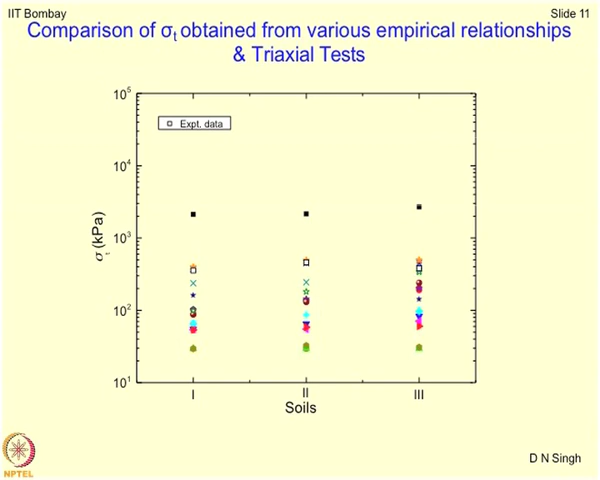 IIT Bombay
Slide 11
Comparison of σt obtained from various empirical relationships
& Triaxial Tests
10^5
Expt. data
10^4
10^3
10^2
10^1
σt (kPa)
I
II
III
Soils
D N Singh
NPTEL